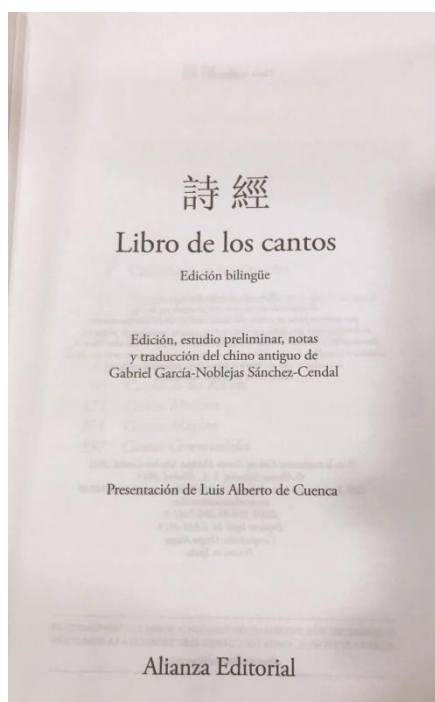 詩經
Libro de los cantos
Edición bilingüe
Edición, estudio preliminar, notas
y traducción del chino antiguo de
Gabriel García-Noblejas Sánchez-Cendal
Presentación de Luis Alberto de Cuenca
Alianza Editorial